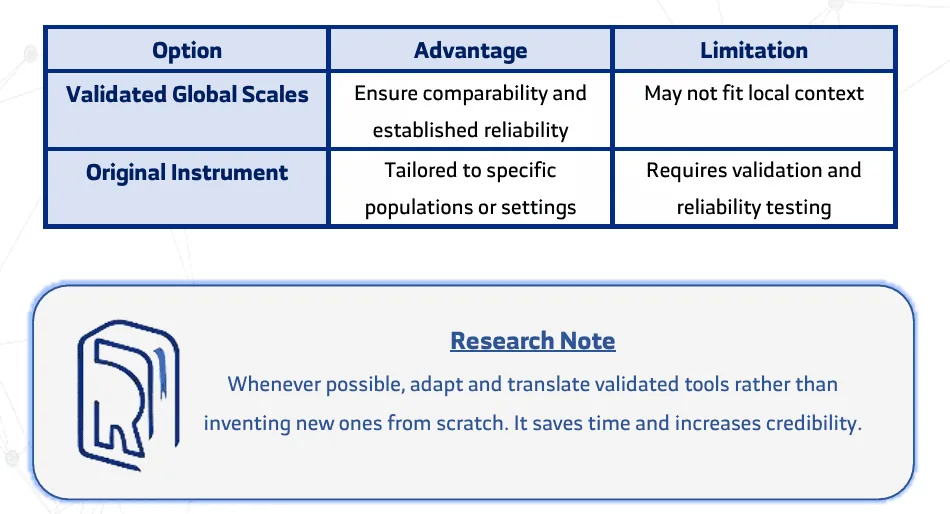 Option Advantage Limitation
Validated Global Scales
Ensure comparability and
established reliability
May not fit local context
Original Instrument
Tailored to specific
populations or settings
Requires validation and
reliability testing
Research Note
Whenever possible, adapt and translate validated tools rather than
inventing new ones from scratch. It saves time and increases credibility.